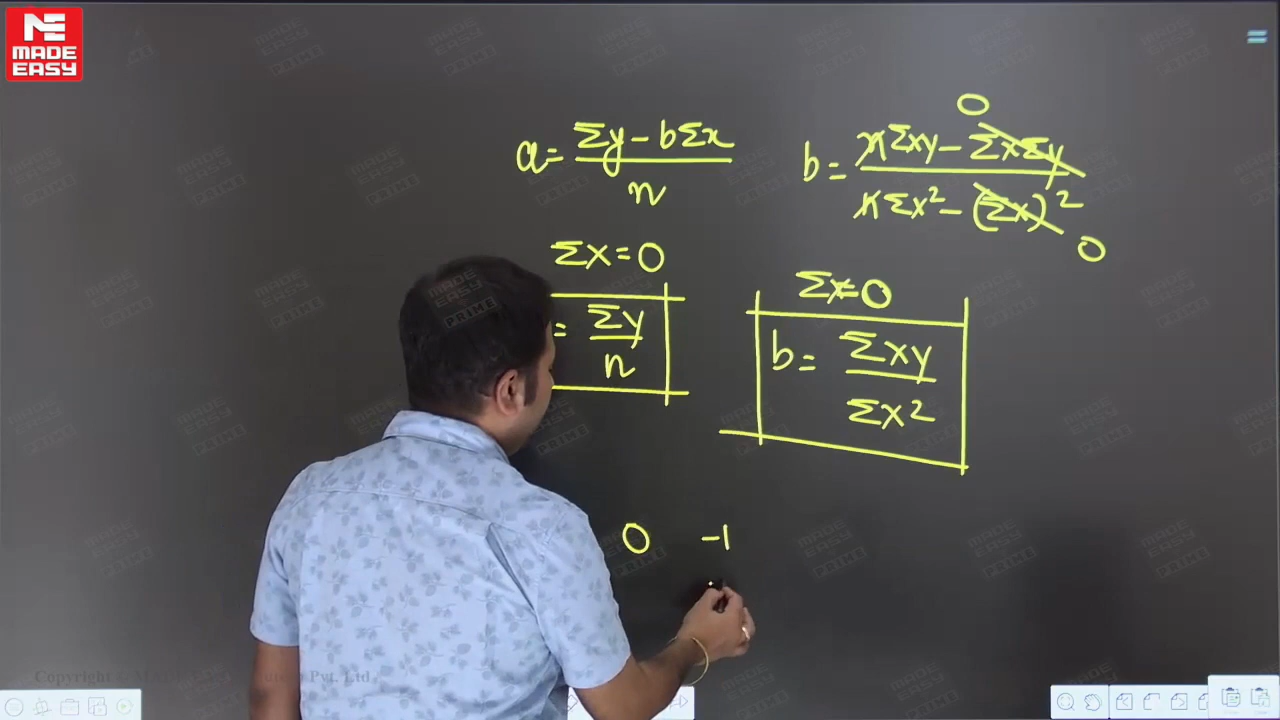 MADE EASY
a = Σy - bΣx / n
b = nΣxy - ΣxΣy / nΣx² - (Σx)²
0
0
Σx = 0
= Σy / n
Σx = 0
b = Σxy / Σx²
0 -1